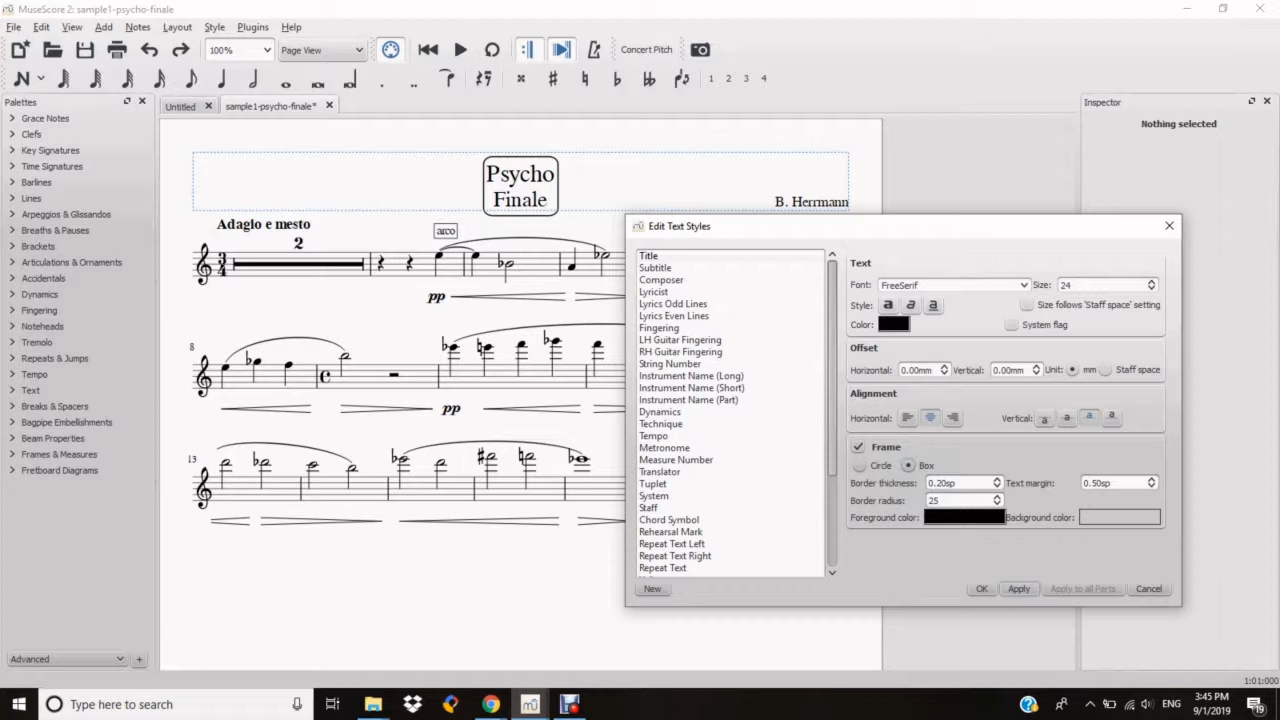 MuseScore 2: sample1-psycho-finale
File Edit View Add Notes Layout Style Plugins Help
100% Page View Concert Pitch
1 2 3 4
Palettes
Untitled sample1-psycho-finale*
Inspector
Nothing selected
Grace Notes
Clefs
Key Signatures
Time Signatures
Barlines
Lines
Arpeggios & Glissandos
Breaths & Pauses
Brackets
Articulations & Ornaments
Accidentals
Dynamics
Fingering
Noteheads
Tremolo
Repeats & Jumps
Tempo
Text
Breaks & Spacers
Bagpipe Embellishments
Beam Properties
Frames & Measures
Fretboard Diagrams
Advanced +
Psycho
Finale
B. Herrmann
Adagio e mesto
2
arco
3
4
pp
8
pp
13
Edit Text Styles
Title
Subtitle
Composer
Lyricist
Lyrics Odd Lines
Lyrics Even Lines
Fingering
LH Guitar Fingering
RH Guitar Fingering
String Number
Instrument Name (Long)
Instrument Name (Short)
Instrument Name (Part)
Dynamics
Technique
Tempo
Metronome
Measure Number
Translator
Tuplet
System
Staff
Chord Symbol
Rehearsal Mark
Repeat Text Left
Repeat Text Right
Repeat Text
New
Text
Font: FreeSerif Size: 24
Style: a a a Size follows 'Staff space' setting
Color: System flag
Offset
Horizontal: 0.00mm Vertical: 0.00mm Unit: mm Staff space
Alignment
Horizontal: Vertical: a a a a
Frame
Circle Box
Border thickness: 0.20sp Text margin: 0.50sp
Border radius: 25
Foreground color: Background color:
OK Apply Apply to all Parts Cancel
1:01:000
Type here to search
ENG
3:45 PM
9/1/2019
19